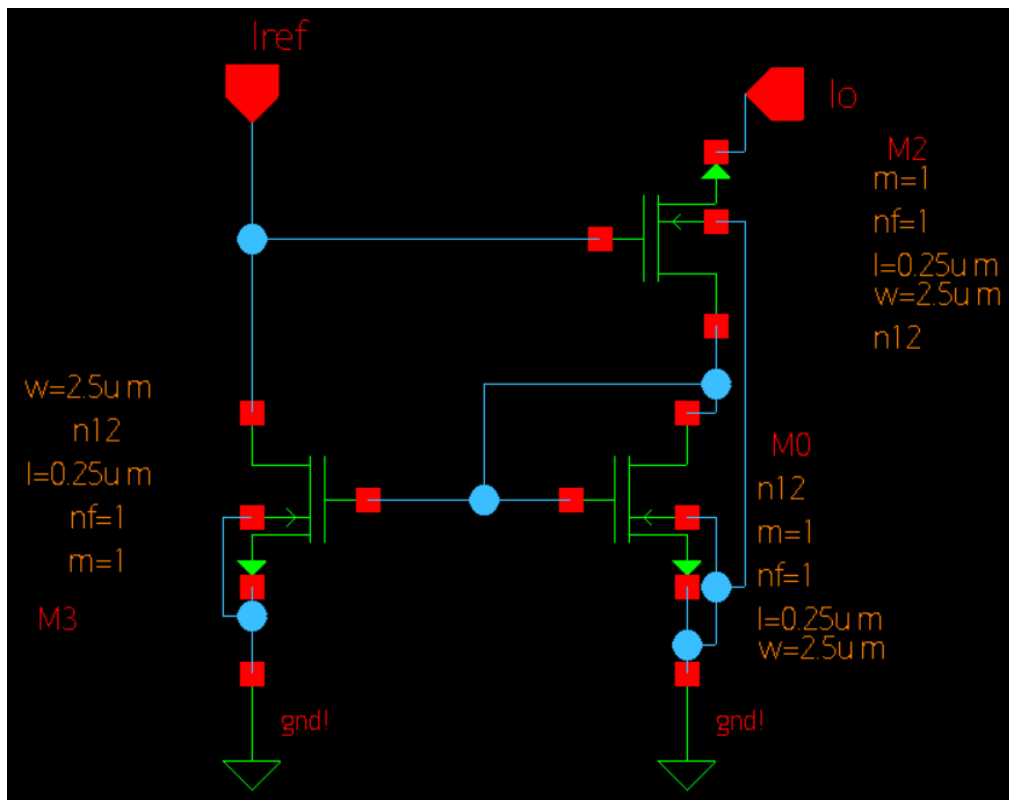 Iref
Io
M2
m=1
nf=1
l=0.25u m
w=2.5u m
n12
w=2.5u m
n12
l=0.25u m
nf=1
m=1
M3
M0
n12
m=1
nf=1
l=0.25u m
w=2.5u m
gnd!
gnd!